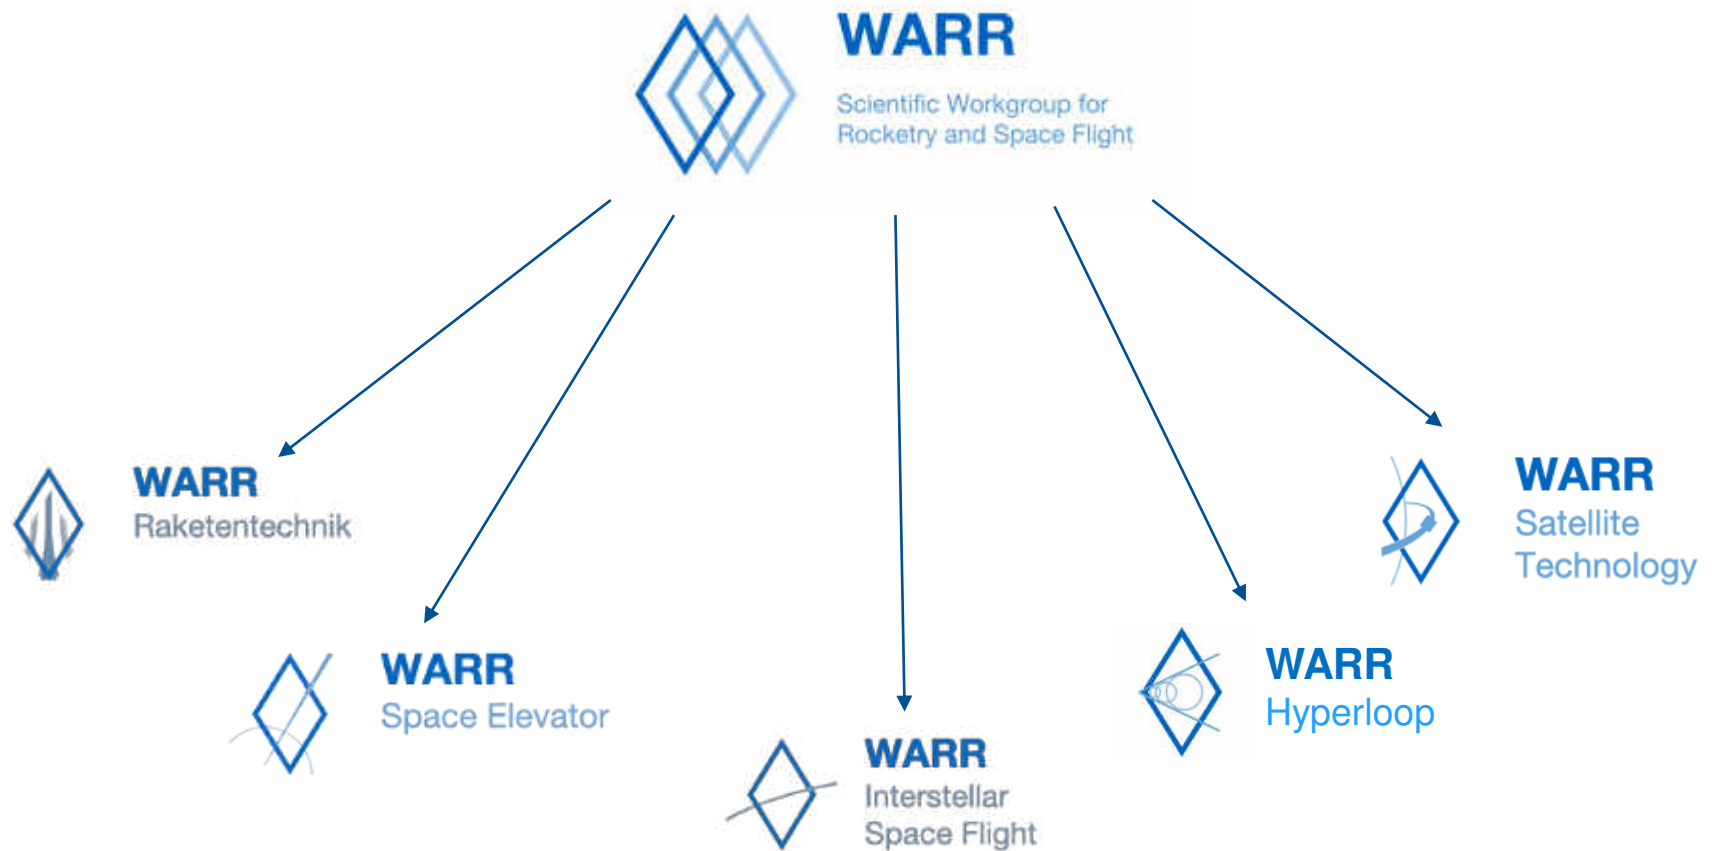 WARR
Scientific Workgroup for
Rocketry and Space Flight
WARR
Raketentechnik
WARR
Space Elevator
WARR
Interstellar
Space Flight
WARR
Hyperloop
WARR
Satellite
Technology